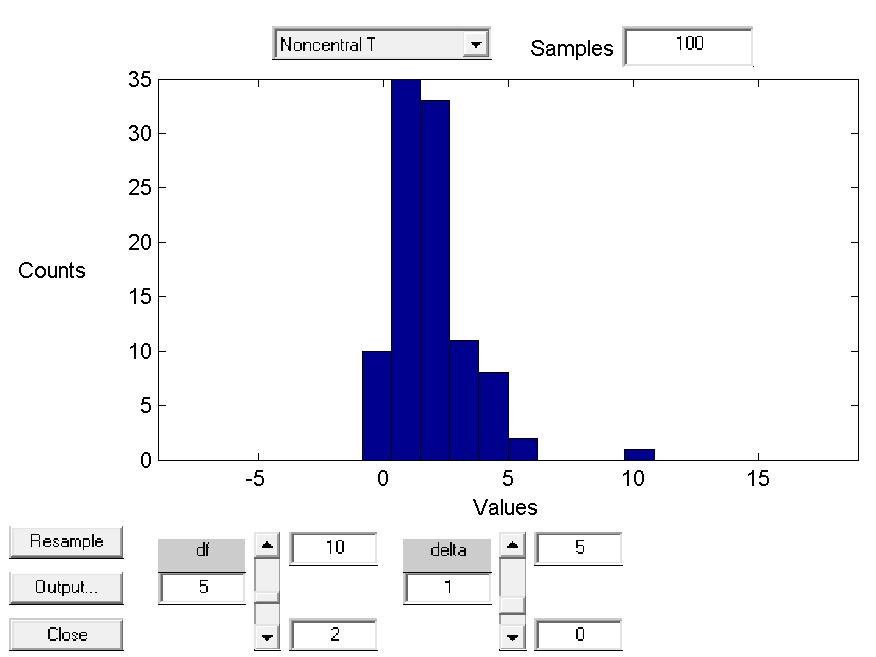 Noncentral T
Samples 100
35
30
25
20
15
10
5
0
Counts
-5 0 5 10 15
Values
Resample
Output...
Close
df
5
10
2
delta
1
5
0